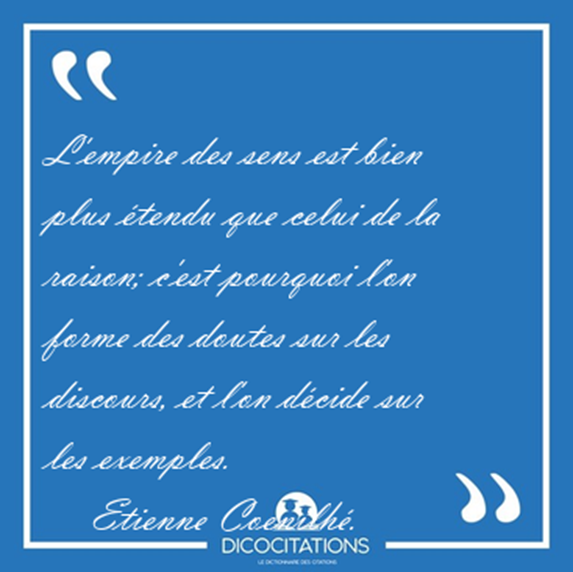 “
L'empire des sens est bien
plus étendu que celui de la
raison; c'est pourquoi l'on
forme des doutes sur les
discours, et l'on décide sur
les exemples.
”
Etienne Coeuilhé.
DICOCITATIONS
LE DICTIONNAIRE DES CITATIONS